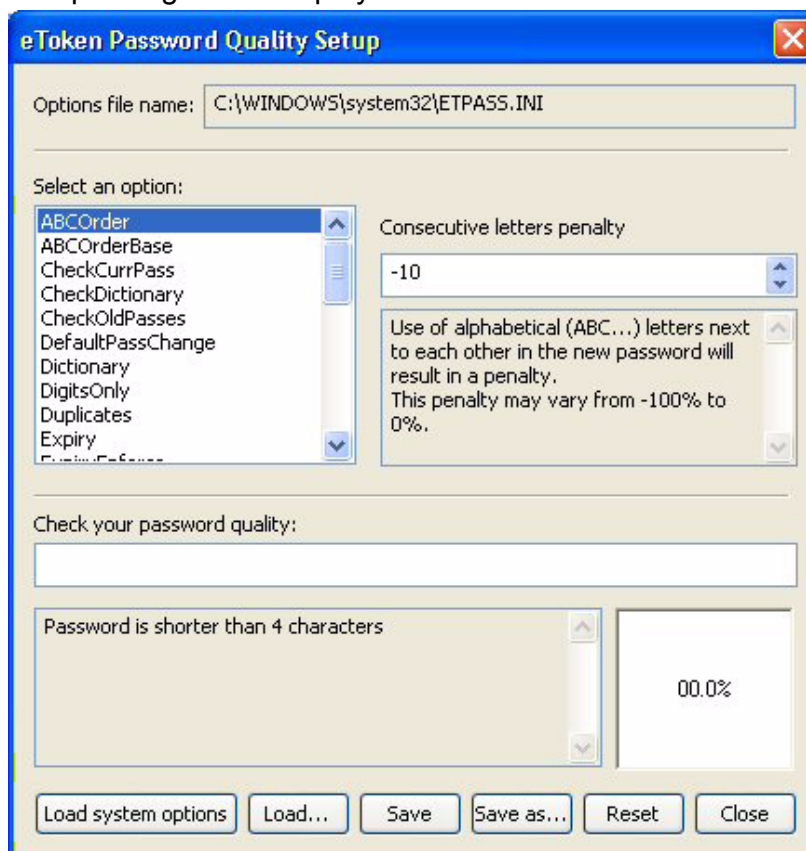 eToken Password Quality Setup
Options file name: C:\WINDOWS\system32\ETPASS.INI
Select an option:
ABCOrder
ABCOrderBase
CheckCurrPass
CheckDictionary
CheckOldPasses
DefaultPassChange
Dictionary
DigitsOnly
Duplicates
Expiry
Consecutive letters penalty
-10
Use of alphabetical (ABC...) letters next
to each other in the new password will
result in a penalty.
This penalty may vary from -100% to
0%.
Check your password quality:
Password is shorter than 4 characters
00.0%
Load system options Load... Save Save as... Reset Close